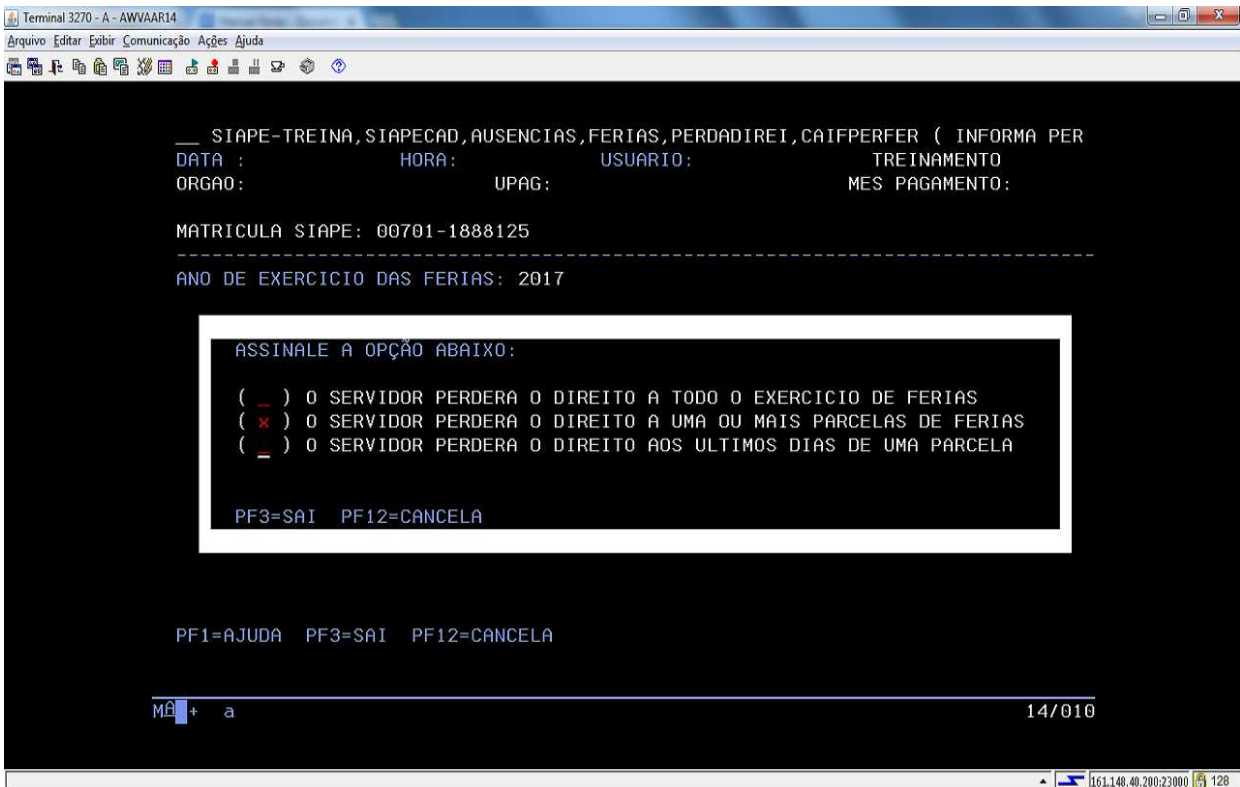 Terminal 3270 - A - AWVAAR14
Arquivo Editar Exibir Comunicação Ações Ajuda
__ SIAPE-TREINA,SIAPECAD,AUSENCIAS,FERIAS,PERDADIREI,CAIFPERFER ( INFORMA PER
DATA : HORA: USUARIO: TREINAMENTO
ORGAO: UPAG: MES PAGAMENTO:
MATRICULA SIAPE: 00701-1888125
------------------------------------------------------------------------------
ANO DE EXERCICIO DAS FERIAS: 2017
ASSINALE A OPÇÃO ABAIXO:
( _ ) O SERVIDOR PERDERA O DIREITO A TODO O EXERCICIO DE FERIAS
( x ) O SERVIDOR PERDERA O DIREITO A UMA OU MAIS PARCELAS DE FERIAS
( _ ) O SERVIDOR PERDERA O DIREITO AOS ULTIMOS DIAS DE UMA PARCELA
PF3=SAI PF12=CANCELA
PF1=AJUDA PF3=SAI PF12=CANCELA
MA + a 14/010
161.148.40.200:23000 128